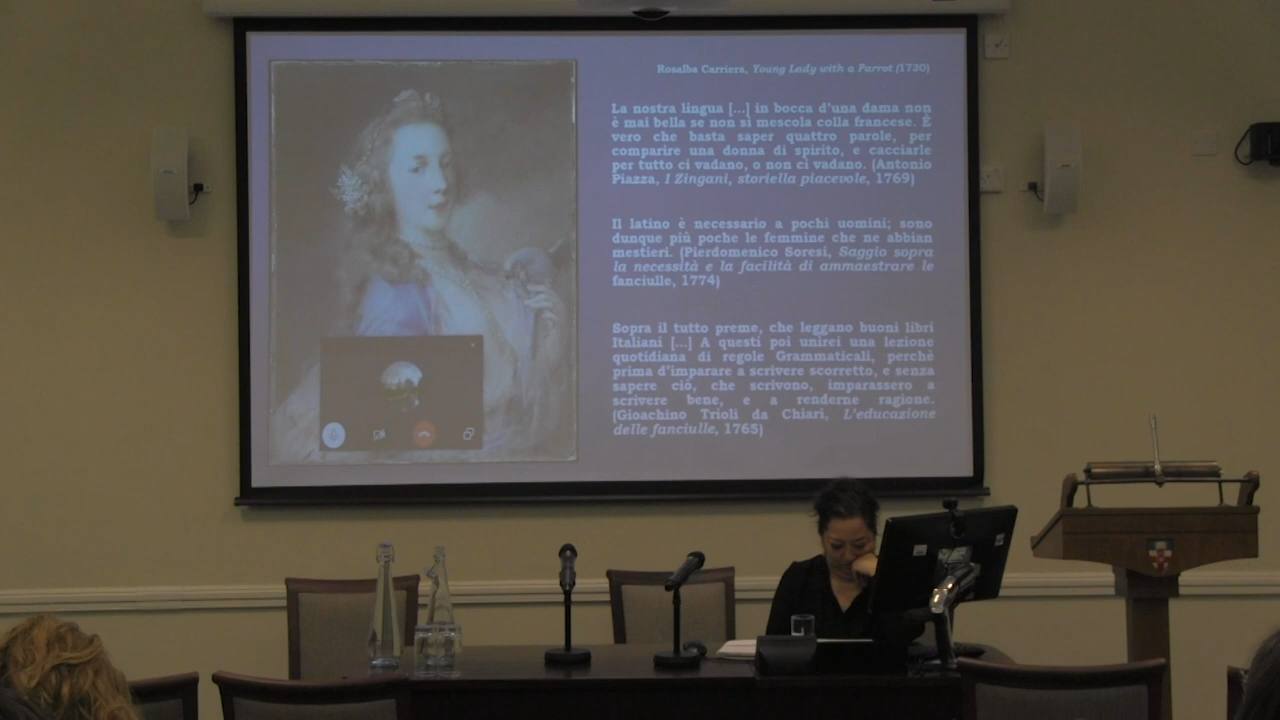 Rosalba Carriera, Young Lady with a Parrot (1730)
La nostra lingua [...] in bocca d'una dama non
è mai bella se non si mescola colla francese. È
vero che basta saper quattro parole, per
comparire una donna di spirito, e cacciarle
per tutto ci vadano, o non ci vadano. (Antonio
Piazza, I Zingani, storiella piacevole, 1769)
Il latino è necessario a pochi uomini; sono
dunque più poche le femmine che ne abbian
mestieri. (Pierdomenico Soresi, Saggio sopra
la necessità e la facilità di ammaestrare le
fanciulle, 1774)
Sopra il tutto preme, che leggano buoni libri
Italiani [...] A questi poi unirei una lezione
quotidiana di regole Grammaticali, perchè
prima d'imparare a scrivere scorretto, e senza
sapere ciò, che scrivono, imparassero a
scrivere bene, e a renderne ragione.
(Gioachino Trioli da Chiari, L'educazione
delle fanciulle, 1765)